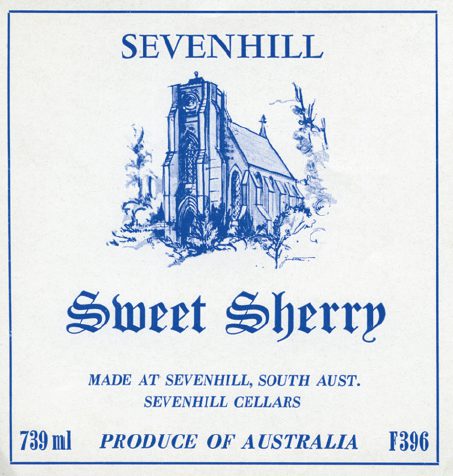 SEVENHILL
Sweet Sherry
MADE AT SEVENHILL, SOUTH AUST.
SEVENHILL CELLARS
739 ml PRODUCE OF AUSTRALIA F396